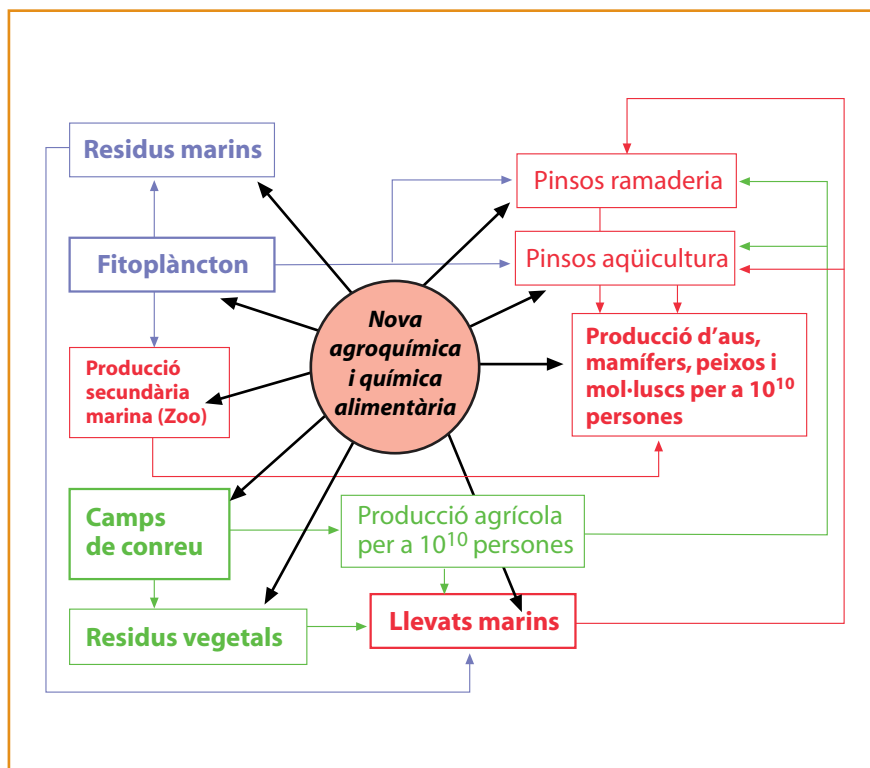 Residus marins
Fitoplàncton
Producció
secundària
marina (Zoo)
Camps
de conreu
Residus vegetals
Nova
agroquímica
i química
alimentària
Pinsos ramaderia
Pinsos aqüicultura
Producció d’aus,
mamífers, peixos i
mol·luscs per a 10¹⁰
persones
Producció agrícola
per a 10¹⁰ persones
Llevats marins